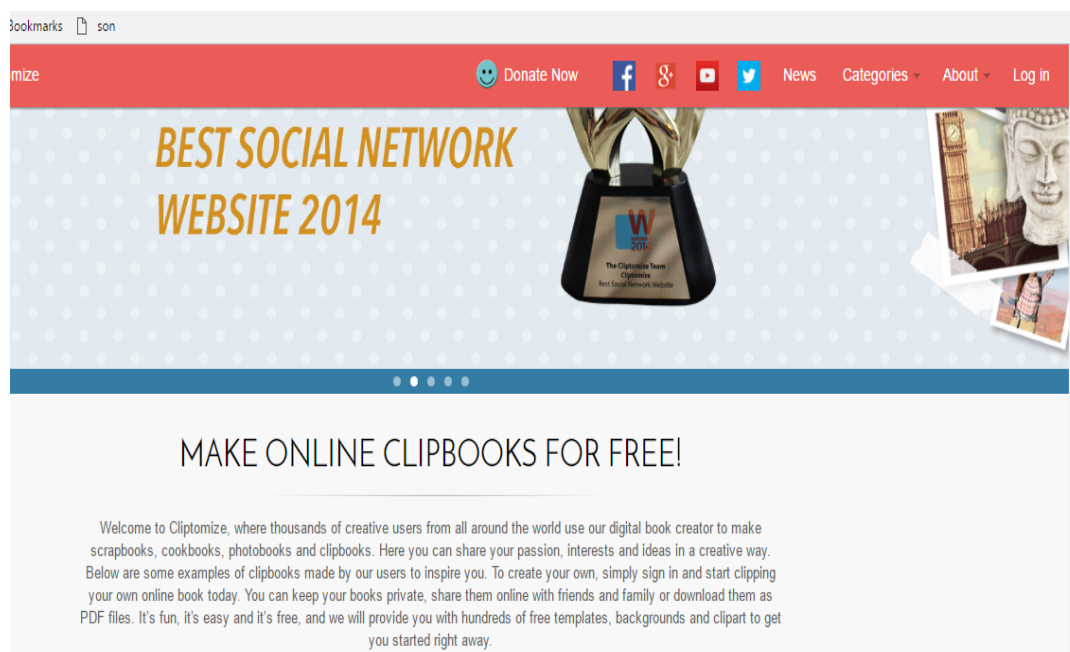 Bookmarks son
omize Donate Now News Categories About Log in
BEST SOCIAL NETWORK
WEBSITE 2014
W
2014
The Cliptomize Team
Cliptomize
Best Social Network Website
MAKE ONLINE CLIPBOOKS FOR FREE!
Welcome to Cliptomize, where thousands of creative users from all around the world use our digital book creator to make
scrapbooks, cookbooks, photobooks and clipbooks. Here you can share your passion, interests and ideas in a creative way.
Below are some examples of clipbooks made by our users to inspire you. To create your own, simply sign in and start clipping
your own online book today. You can keep your books private, share them online with friends and family or download them as
PDF files. It's fun, it's easy and it's free, and we will provide you with hundreds of free templates, backgrounds and clipart to get
you started right away.